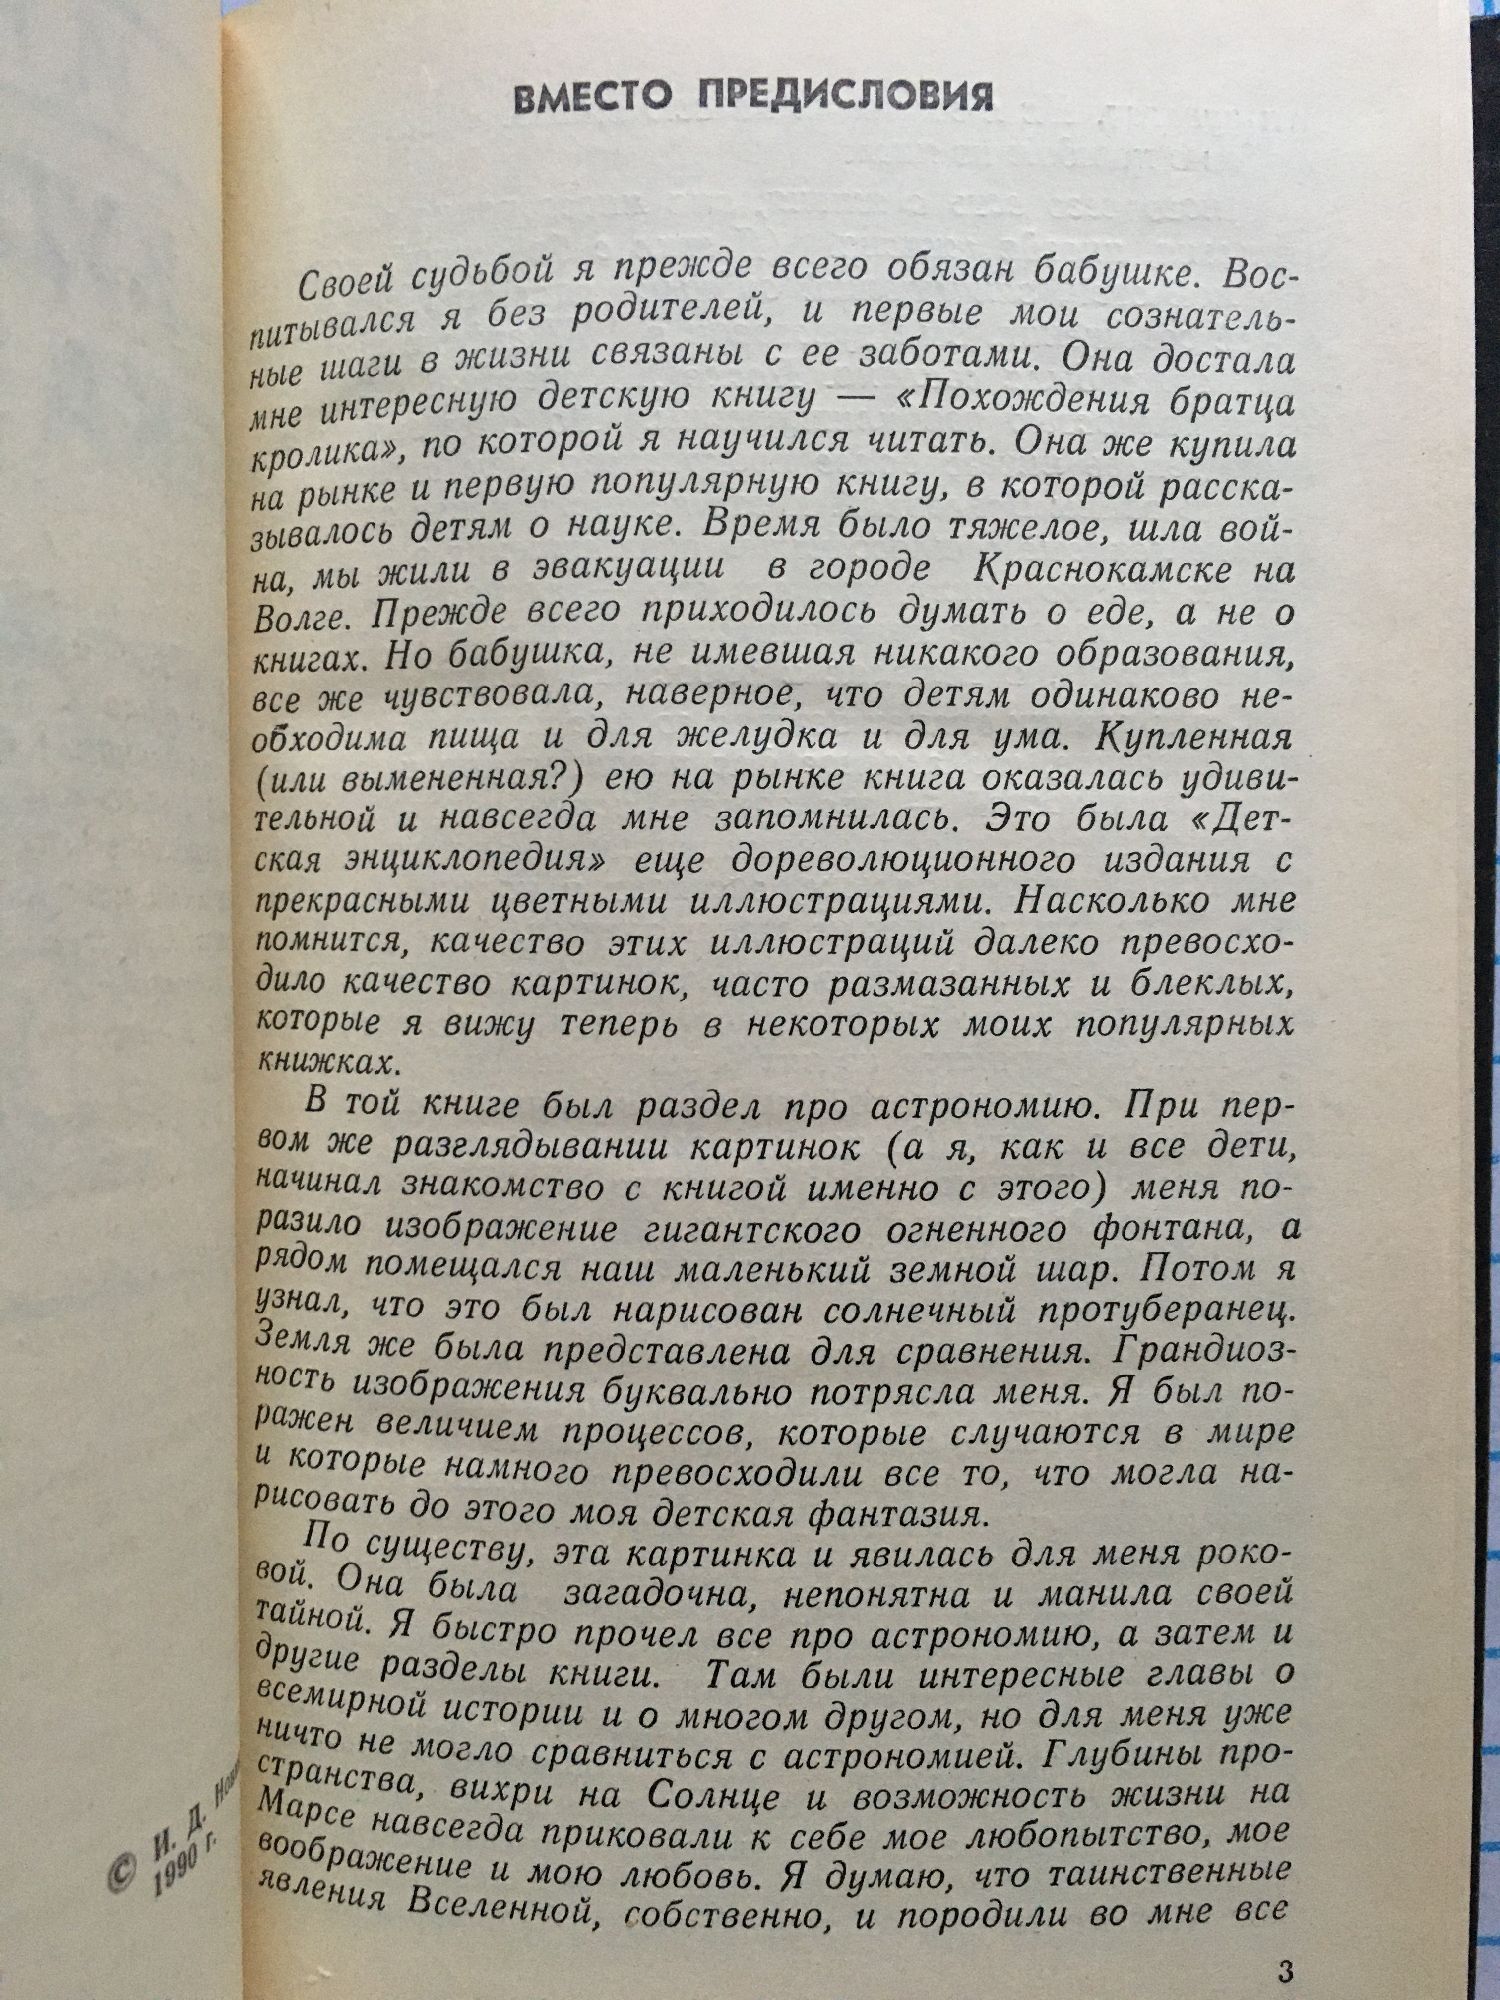 ВМЕСТО ПРЕДИСЛОВИЯ
Своей судьбой я прежде всего обязан бабушке. Вос-
питывался я без родителей, и первые мои сознатель-
ные шаги в жизни связаны с ее заботами. Она достала
мне интересную детскую книгу — «Похождения братца
кролика», по которой я научился читать. Она же купила
на рынке и первую популярную книгу, в которой расска-
зывалось детям о науке. Время было тяжелое, шла вой-
на, мы жили в эвакуации в городе Краснокамске на
Волге. Прежде всего приходилось думать о еде, а не о
книгах. Но бабушка, не имевшая никакого образования,
все же чувствовала, наверное, что детям одинаково не-
обходима пища и для желудка и для ума. Купленная
(или вымененная?) ею на рынке книга оказалась удиви-
тельной и навсегда мне запомнилась. Это была «Дет-
ская энциклопедия» еще дореволюционного издания с
прекрасными цветными иллюстрациями. Насколько мне
помнится, качество этих иллюстраций далеко превосхо-
дило качество картинок, часто размазанных и блеклых,
которые я вижу теперь в некоторых моих популярных
книжках.
В той книге был раздел про астрономию. При пер-
вом же разглядывании картинок (а я, как и все дети,
начинал знакомство с книгой именно с этого) меня по-
разило изображение гигантского огненного фонтана, а
рядом помещался наш маленький земной шар. Потом я
узнал, что это был нарисован солнечный протуберанец.
Земля же была представлена для сравнения. Грандиоз-
ность изображения буквально потрясла меня. Я был по-
ражен величием процессов, которые случаются в мире
и которые намного превосходили все то, что могла на-
рисовать до этого моя детская фантазия.
По существу, эта картинка и явилась для меня роко-
вой. Она была загадочна, непонятна и манила своей
тайной. Я быстро прочел все про астрономию, а затем и
другие разделы книги. Там были интересные главы о
всемирной истории и о многом другом, но для меня уже
ничто не могло сравниться с астрономией. Глубины про-
странства, вихри на Солнце и возможность жизни на
Марсе навсегда приковали к себе мое любопытство, мое
воображение и мою любовь. Я думаю, что таинственные
явления Вселенной, собственно, и породили во мне все
3
© И. Д.
1990 г.